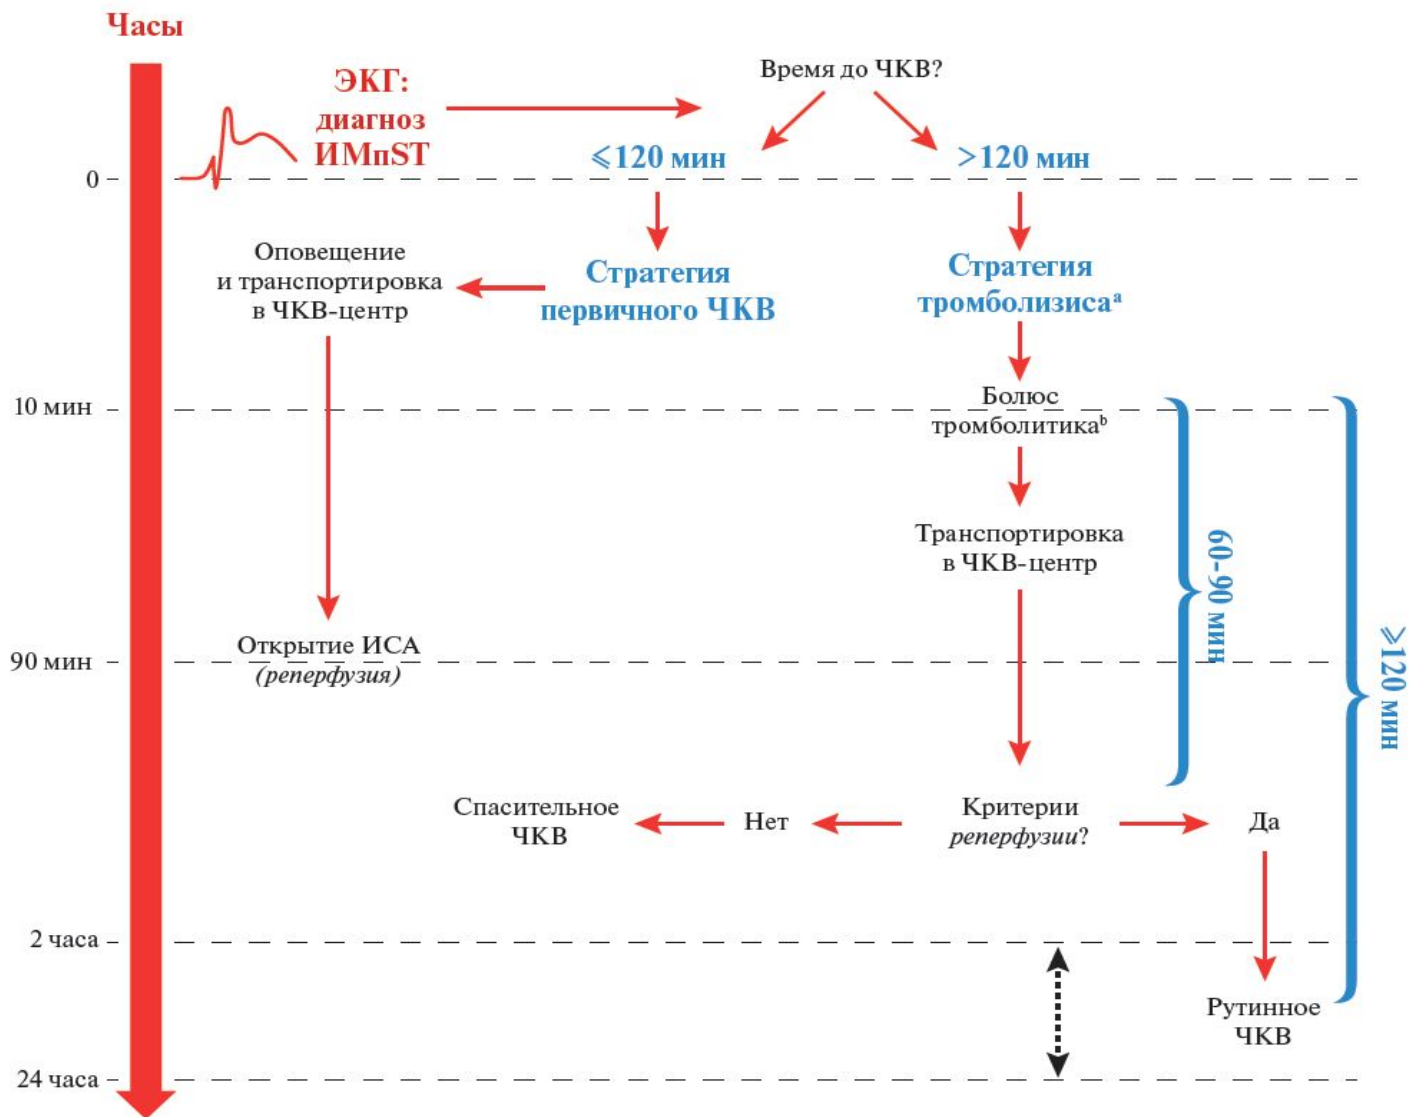 Часы
ЭКГ:
диагноз
ИМпST
Время до ЧКВ?
⩽120 мин
>120 мин
0
Оповещение
и транспортировка
в ЧКВ-центр
Стратегия
первичного ЧКВ
Стратегия
тромболизисаᵃ
10 мин
Болюс
тромболитикаᵇ
Транспортировка
в ЧКВ-центр
60-90 мин
⩾120 мин
90 мин
Открытие ИСА
(реперфузия)
Спасительное
ЧКВ
Нет
Критерии
реперфузии?
Да
2 часа
Рутинное
ЧКВ
24 часа